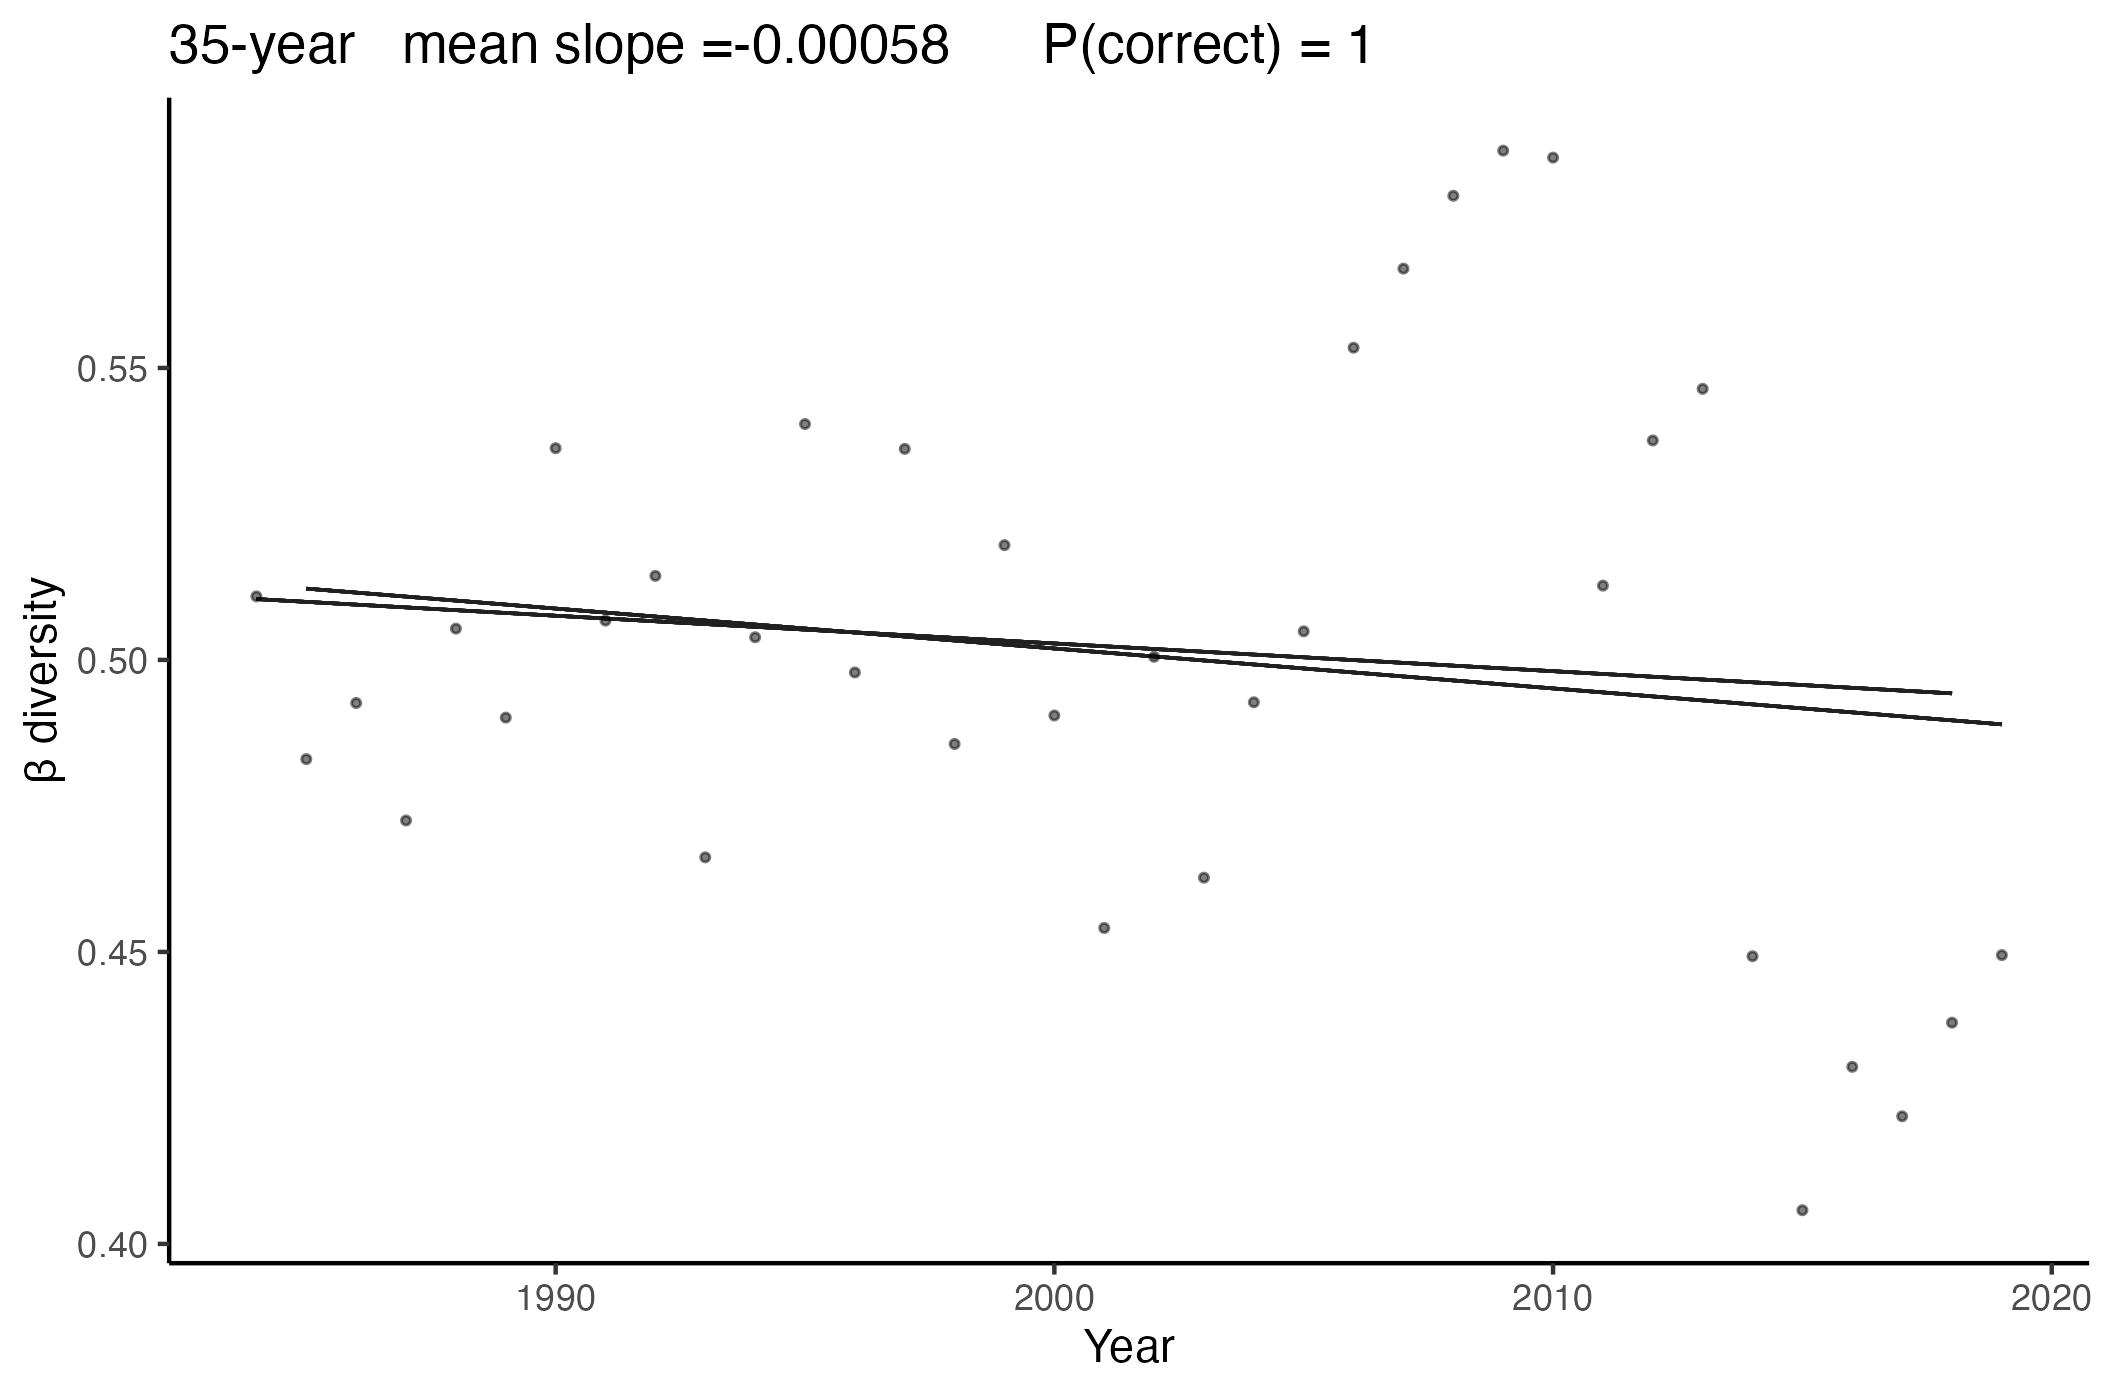 35-year mean slope =-0.00058 P(correct) = 1
β diversity
0.55
0.50
0.45
0.40
1990 2000 2010 2020
Year